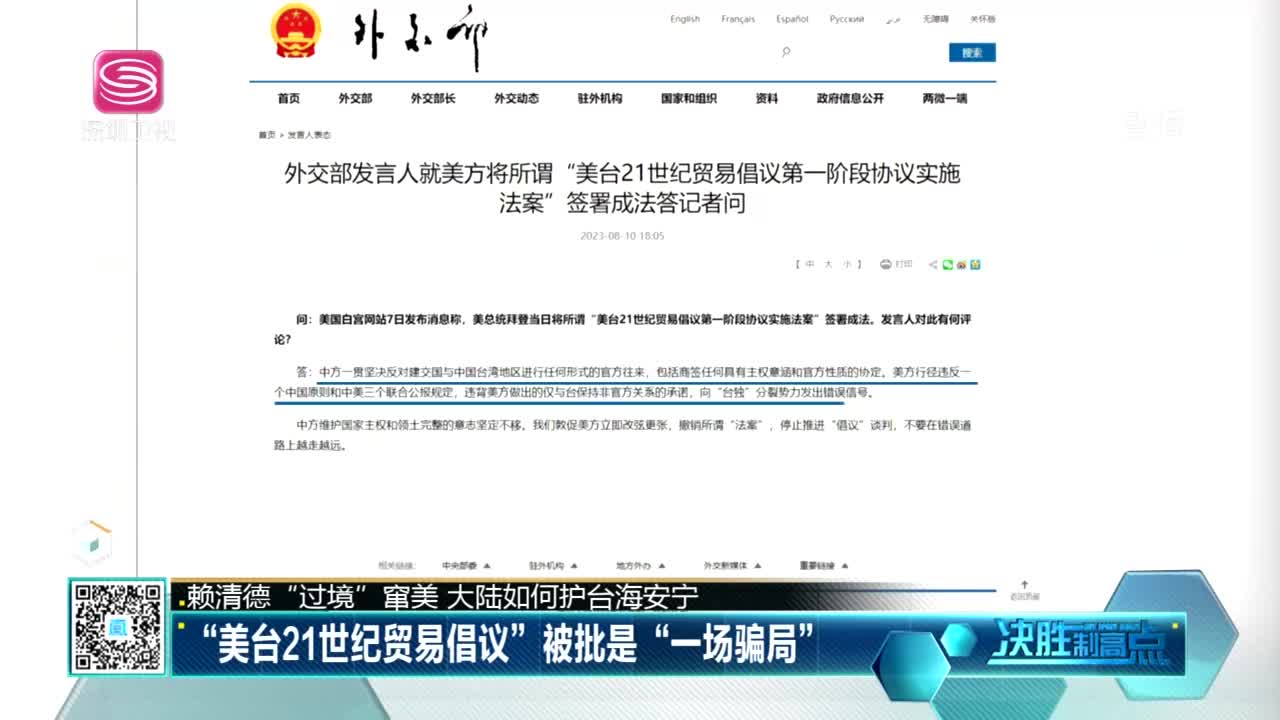 外交部
English Français Español Русский عربي 无障碍 关怀版
搜索
深圳卫视
首页 外交部 外交部长 外交动态 驻外机构 国家和组织 资料 政府信息公开 两微一端
首页 > 发言人表态
外交部发言人就美方将所谓“美台21世纪贸易倡议第一阶段协议实施
法案”签署成法答记者问
2023-08-10 18:05
【 中 大 小 】 打印
问：美国白宫网站7日发布消息称，美总统拜登当日将所谓“美台21世纪贸易倡议第一阶段协议实施法案”签署成法。发言人对此有何评
论？
答：中方一贯坚决反对建交国与中国台湾地区进行任何形式的官方往来，包括商签任何具有主权意涵和官方性质的协定。美方行径违反一
个中国原则和中美三个联合公报规定，违背美方做出的仅与台保持非官方关系的承诺，向“台独”分裂势力发出错误信号。
中方维护国家主权和领土完整的意志坚定不移。我们敦促美方立即改弦更张，撤销所谓“法案”，停止推进“倡议”谈判，不要在错误道
路上越走越远。
相关链接： 中央部委 驻外机构 地方外办 外交新媒体 重要链接
返回顶部
赖清德“过境”窜美 大陆如何护台海安宁
“美台21世纪贸易倡议”被批是“一场骗局”
决胜制高点